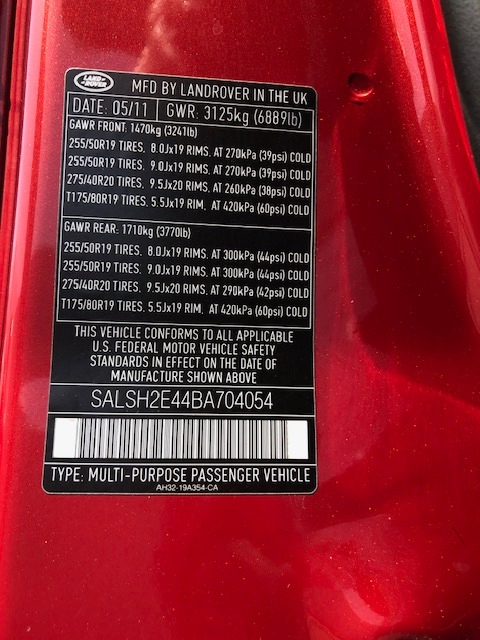 LAND-
-ROVER
MFD BY LANDROVER IN THE UK
DATE: 05/11 GWR: 3125kg (6889lb)
GAWR FRONT: 1470kg (3241lb)
255/50R19 TIRES. 8.0Jx19 RIMS. AT 270kPa (39psi) COLD
255/50R19 TIRES. 9.0Jx19 RIMS. AT 270kPa (39psi) COLD
275/40R20 TIRES. 9.5Jx20 RIMS. AT 260kPa (38psi) COLD
T175/80R19 TIRES. 5.5Jx19 RIM. AT 420kPa (60psi) COLD
GAWR REAR: 1710kg (3770lb)
255/50R19 TIRES. 8.0Jx19 RIMS. AT 300kPa (44psi) COLD
255/50R19 TIRES. 9.0Jx19 RIMS. AT 300kPa (44psi) COLD
275/40R20 TIRES. 9.5Jx20 RIMS. AT 290kPa (42psi) COLD
T175/80R19 TIRES. 5.5Jx19 RIM. AT 420kPa (60psi) COLD
THIS VEHICLE CONFORMS TO ALL APPLICABLE
U.S. FEDERAL MOTOR VEHICLE SAFETY
STANDARDS IN EFFECT ON THE DATE OF
MANUFACTURE SHOWN ABOVE
SALSH2E44BA704054
TYPE: MULTI-PURPOSE PASSENGER VEHICLE
AH32-19A354-CA